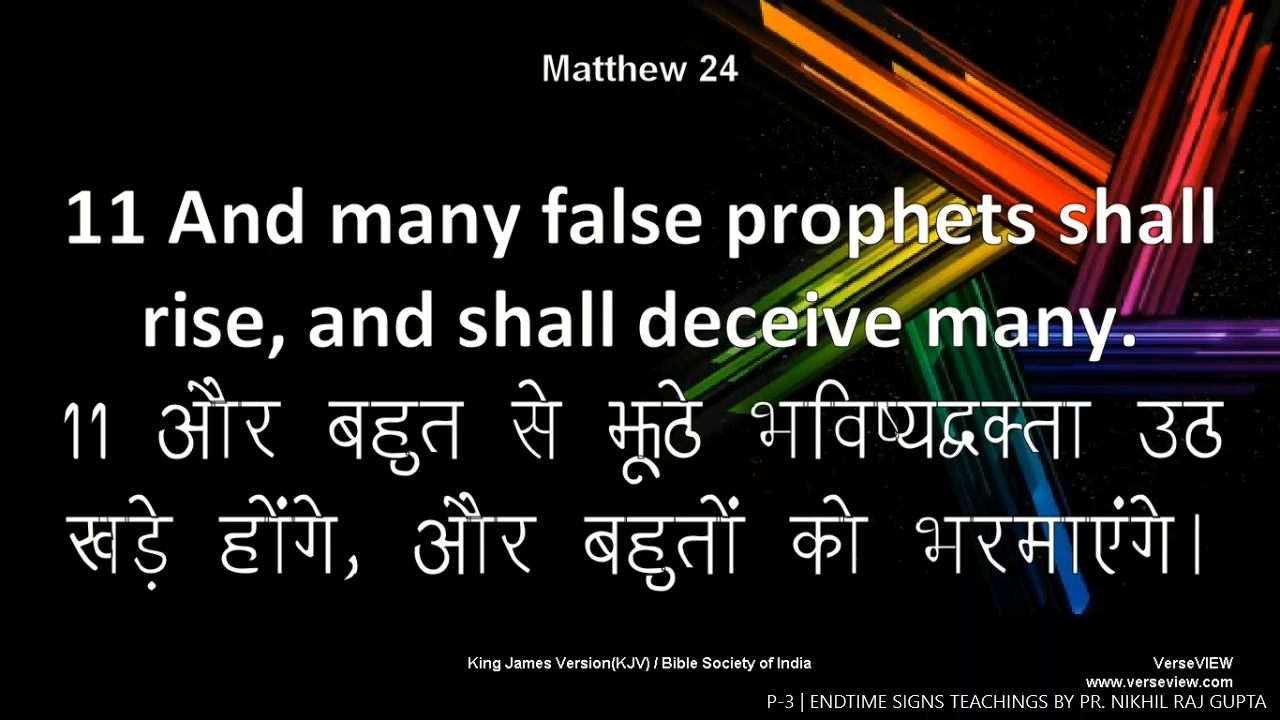 Matthew 24
11 And many false prophets shall
rise, and shall deceive many.
11 और बहुत से झूठे भविष्यद्वक्ता उठ
खड़े होंगे, और बहुतों को भरमाएंगे।
King James Version(KJV) / Bible Society of India
VerseVIEW
www.verseview.com
P-3 | ENDTIME SIGNS TEACHINGS BY PR. NIKHIL RAJ GUPTA